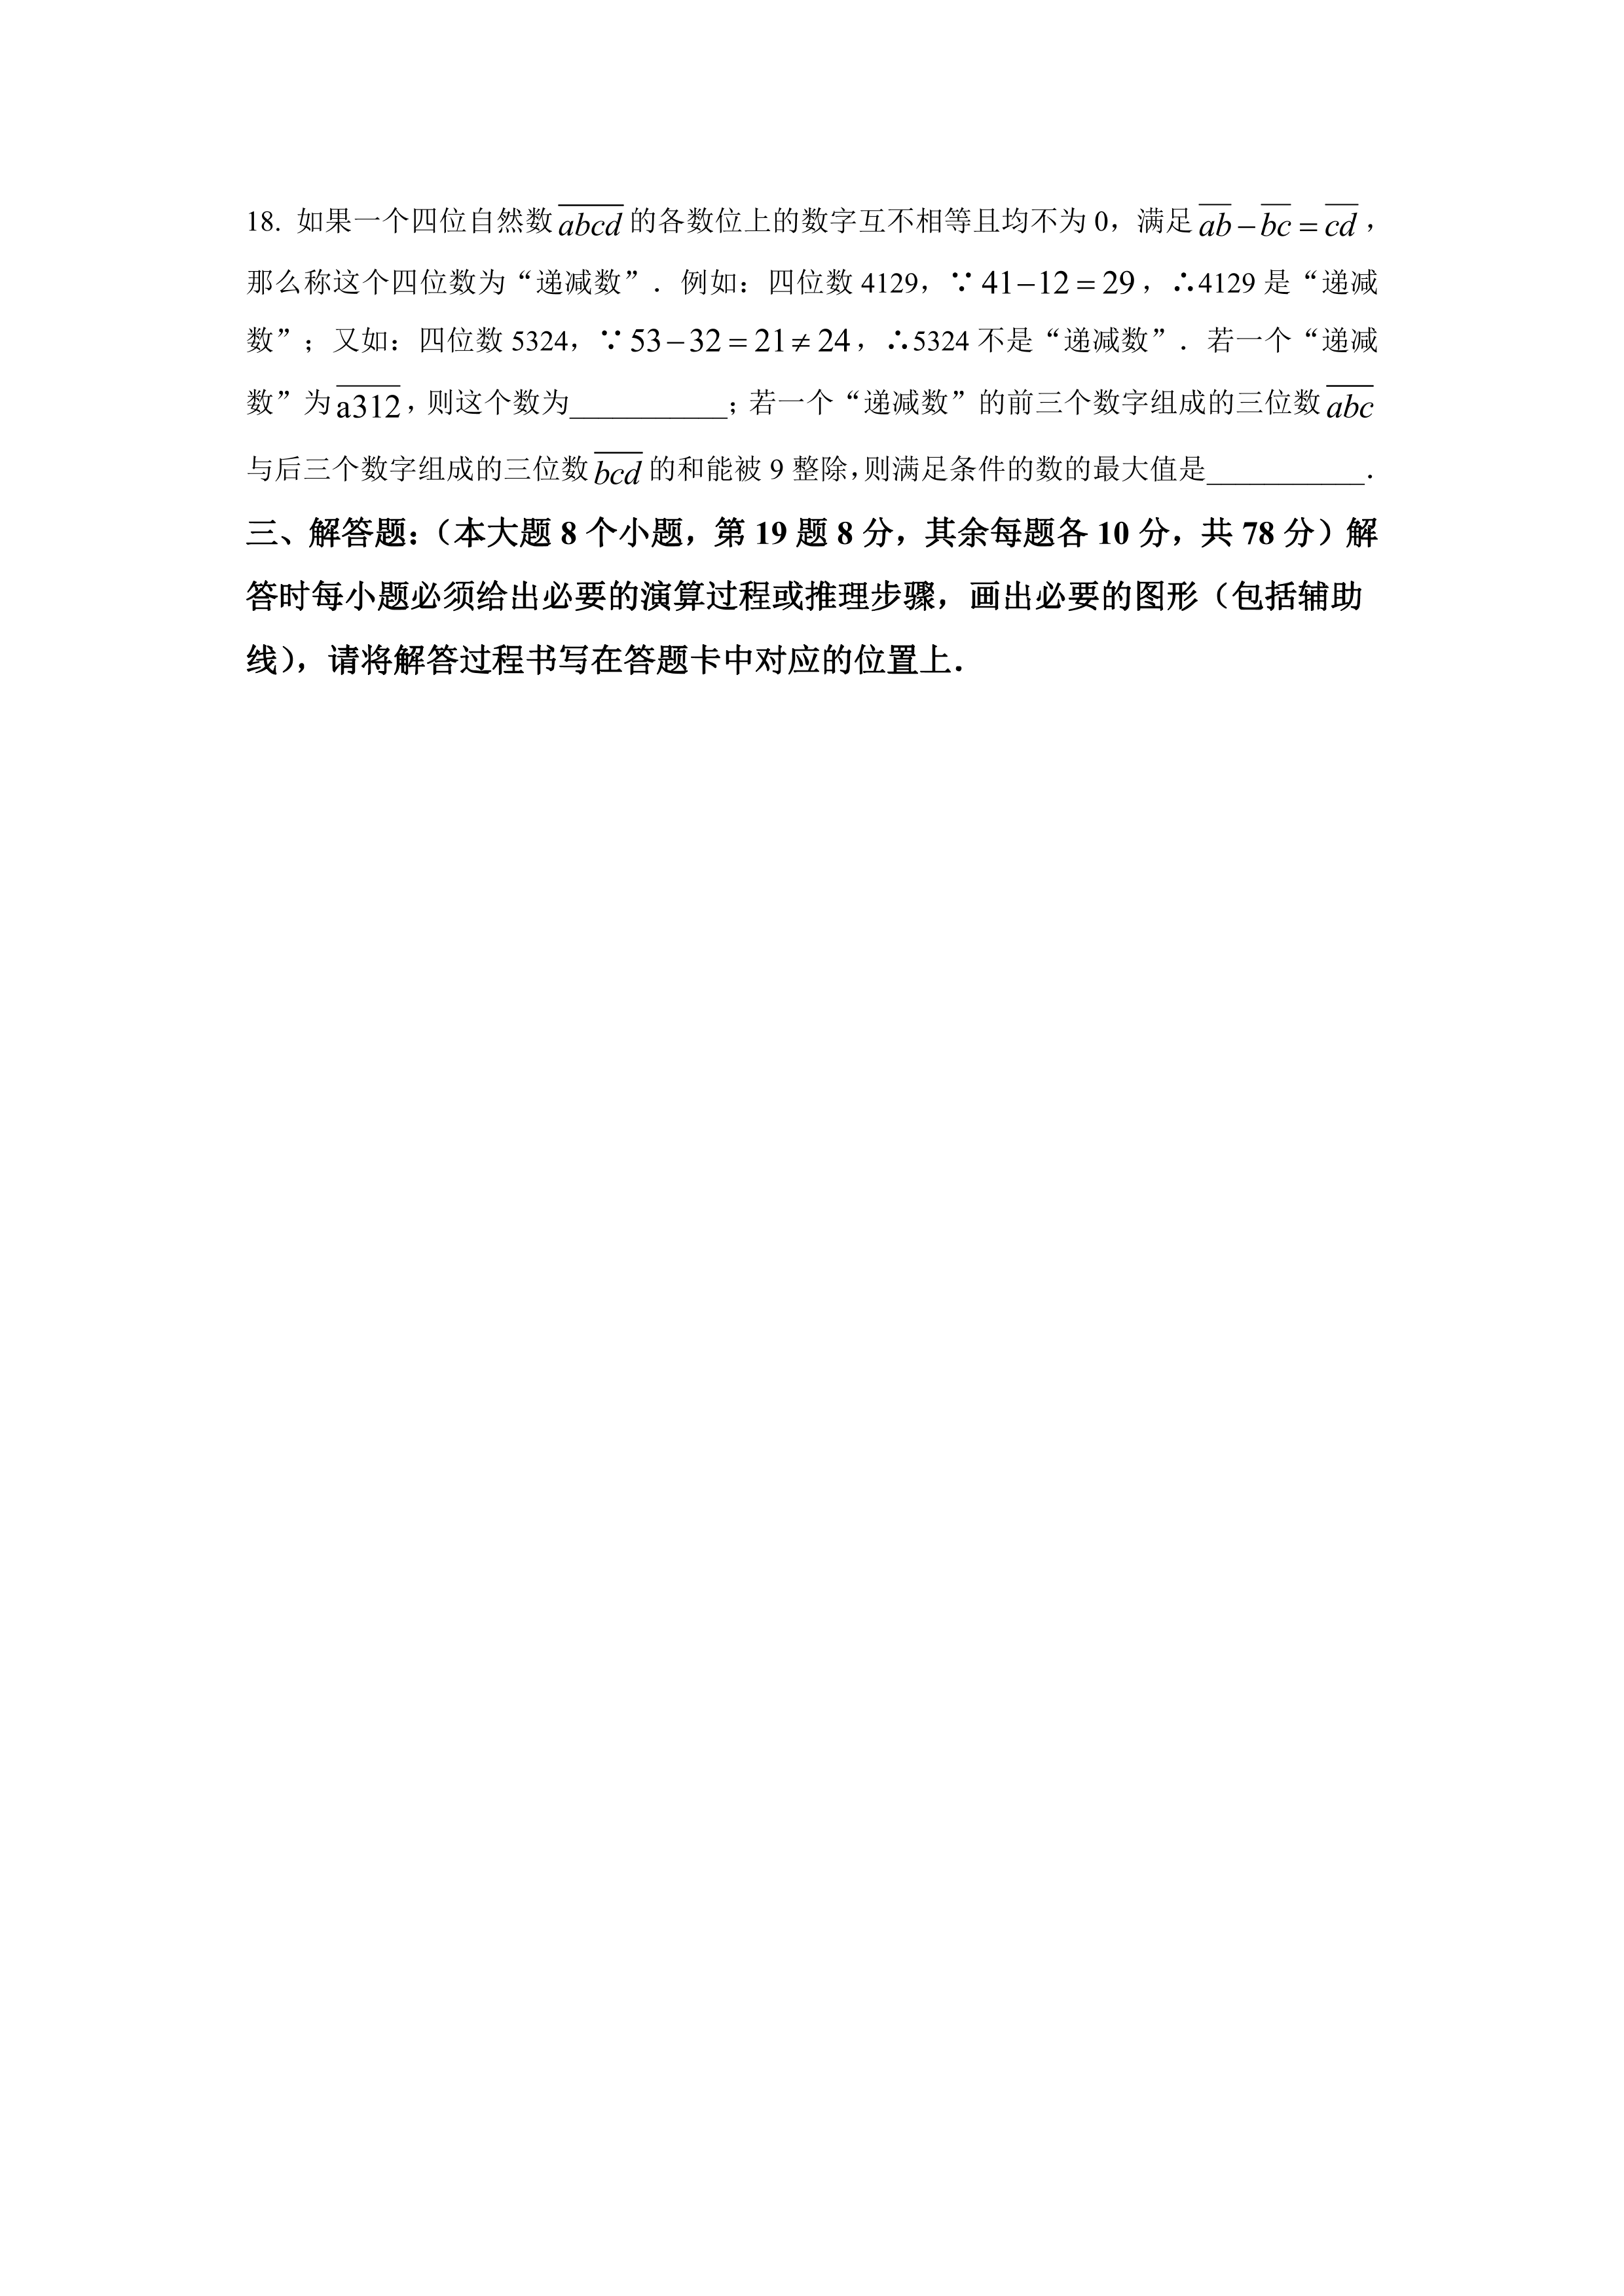 18. 如果一个四位自然数 abcd 的各数位上的数字互不相等且均不为 0，满足 ab − bc = cd ，
那么称这个四位数为“递减数”．例如：四位数 4129，∵ 41−12 = 29 ，∴4129 是“递减
数”；又如：四位数 5324，∵ 53−32 = 21 ≠ 24 ，∴5324 不是“递减数”．若一个“递减
数”为 a312 ，则这个数为___________；若一个“递减数”的前三个数字组成的三位数 abc
与后三个数字组成的三位数 bcd 的和能被 9 整除，则满足条件的数的最大值是___________．
三、解答题：（本大题 8 个小题，第 19 题 8 分，其余每题各 10 分，共 78 分）解
答时每小题必须给出必要的演算过程或推理步骤，画出必要的图形（包括辅助
线），请将解答过程书写在答题卡中对应的位置上．